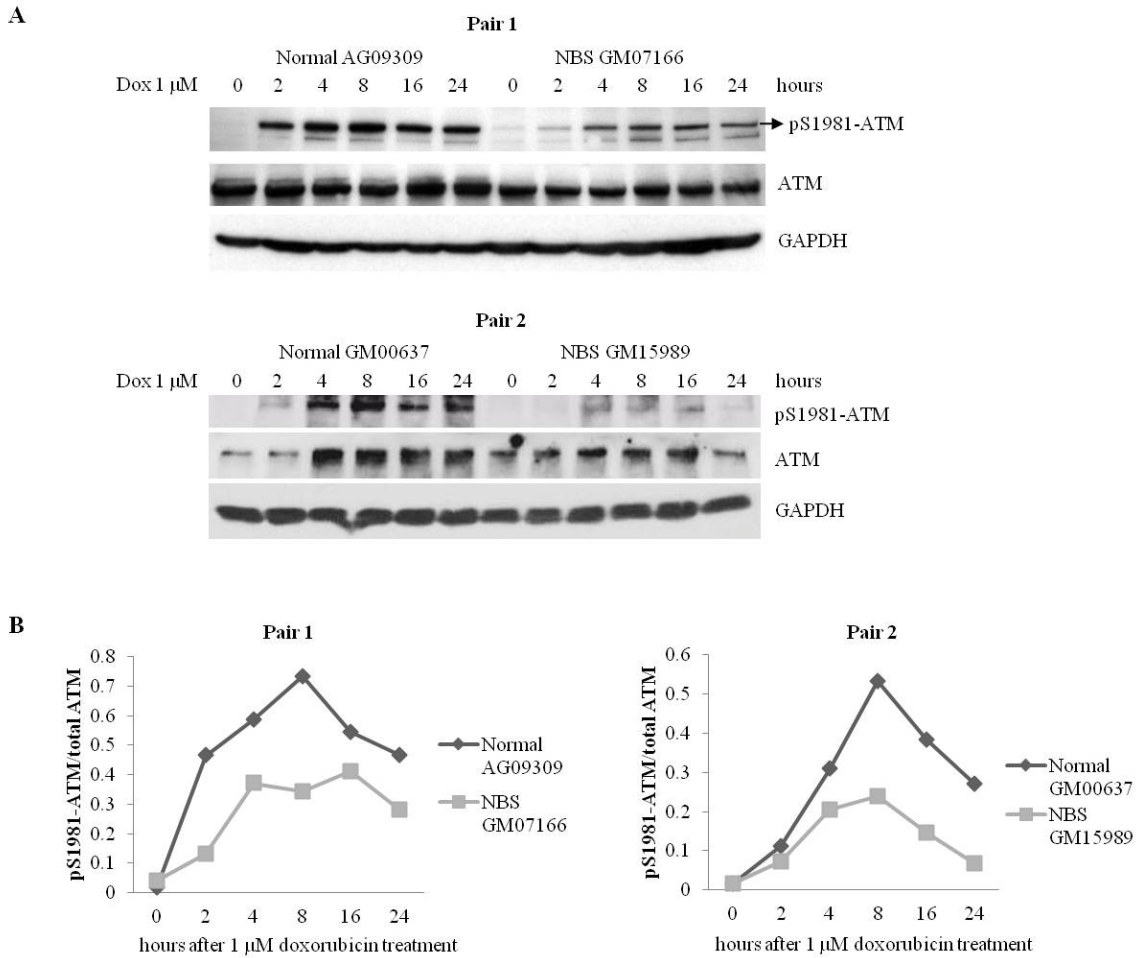 A
Pair 1
Normal AG09309 NBS GM07166
Dox 1 μM 0 2 4 8 16 24 0 2 4 8 16 24 hours
pS1981-ATM
ATM
GAPDH
Pair 2
Normal GM00637 NBS GM15989
Dox 1 μM 0 2 4 8 16 24 0 2 4 8 16 24 hours
pS1981-ATM
ATM
GAPDH
B
Pair 1
pS1981-ATM/total ATM
0.8
0.7
0.6
0.5
0.4
0.3
0.2
0.1
0
0 2 4 8 16 24
hours after 1 μM doxorubicin treatment
Normal
AG09309
NBS
GM07166
Pair 2
pS1981-ATM/total ATM
0.6
0.5
0.4
0.3
0.2
0.1
0
0 2 4 8 16 24
hours after 1 μM doxorubicin treatment
Normal
GM00637
NBS
GM15989